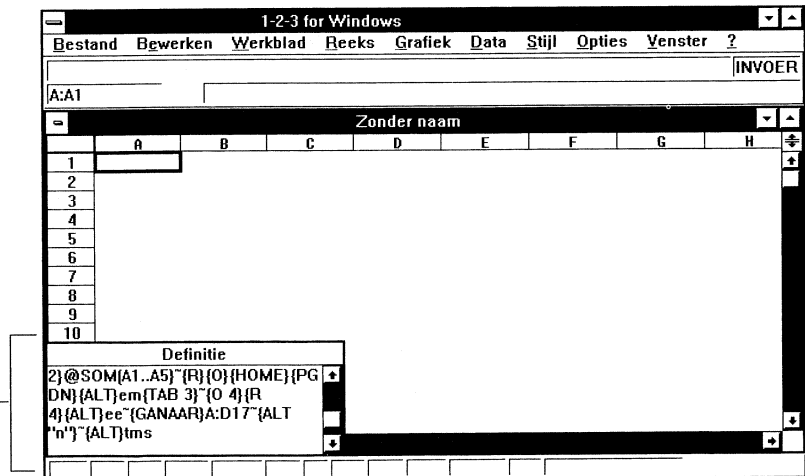 1-2-3 for Windows
Bestand Bewerken Werkblad Reeks Grafiek Data Stijl Opties Venster ?
INVOER
A:A1
Zonder naam
A B C D E F G H
1
2
3
4
5
6
7
8
9
10
Definitie
2}@SOM(A1..A5)~{R}{O}{HOME}{PG
DN}{ALT}em{TAB 3}~{O 4}{R
4}{ALT}ee~{GANAAR}A:D17~{ALT
"n"}~{ALT}tms